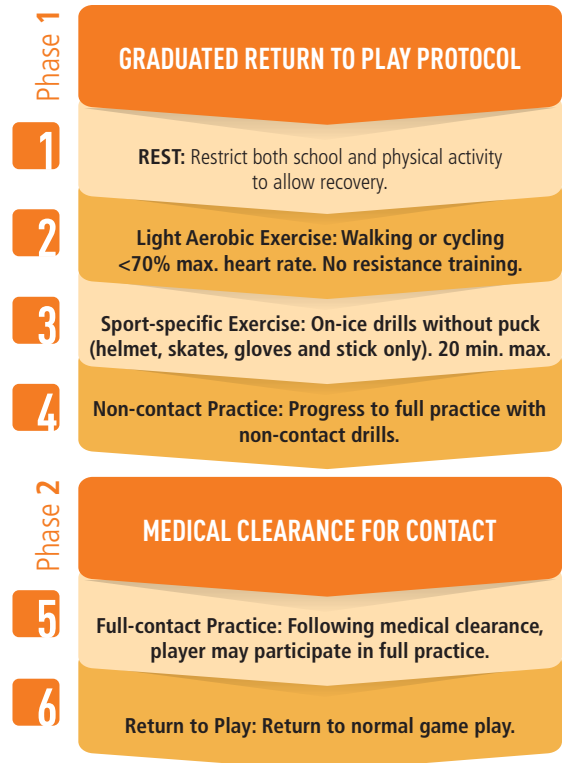 Phase 1
GRADUATED RETURN TO PLAY PROTOCOL
1
REST: Restrict both school and physical activity
to allow recovery.
2
Light Aerobic Exercise: Walking or cycling
<70% max. heart rate. No resistance training.
3
Sport-specific Exercise: On-ice drills without puck
(helmet, skates, gloves and stick only). 20 min. max.
4
Non-contact Practice: Progress to full practice with
non-contact drills.
Phase 2
MEDICAL CLEARANCE FOR CONTACT
5
Full-contact Practice: Following medical clearance,
player may participate in full practice.
6
Return to Play: Return to normal game play.